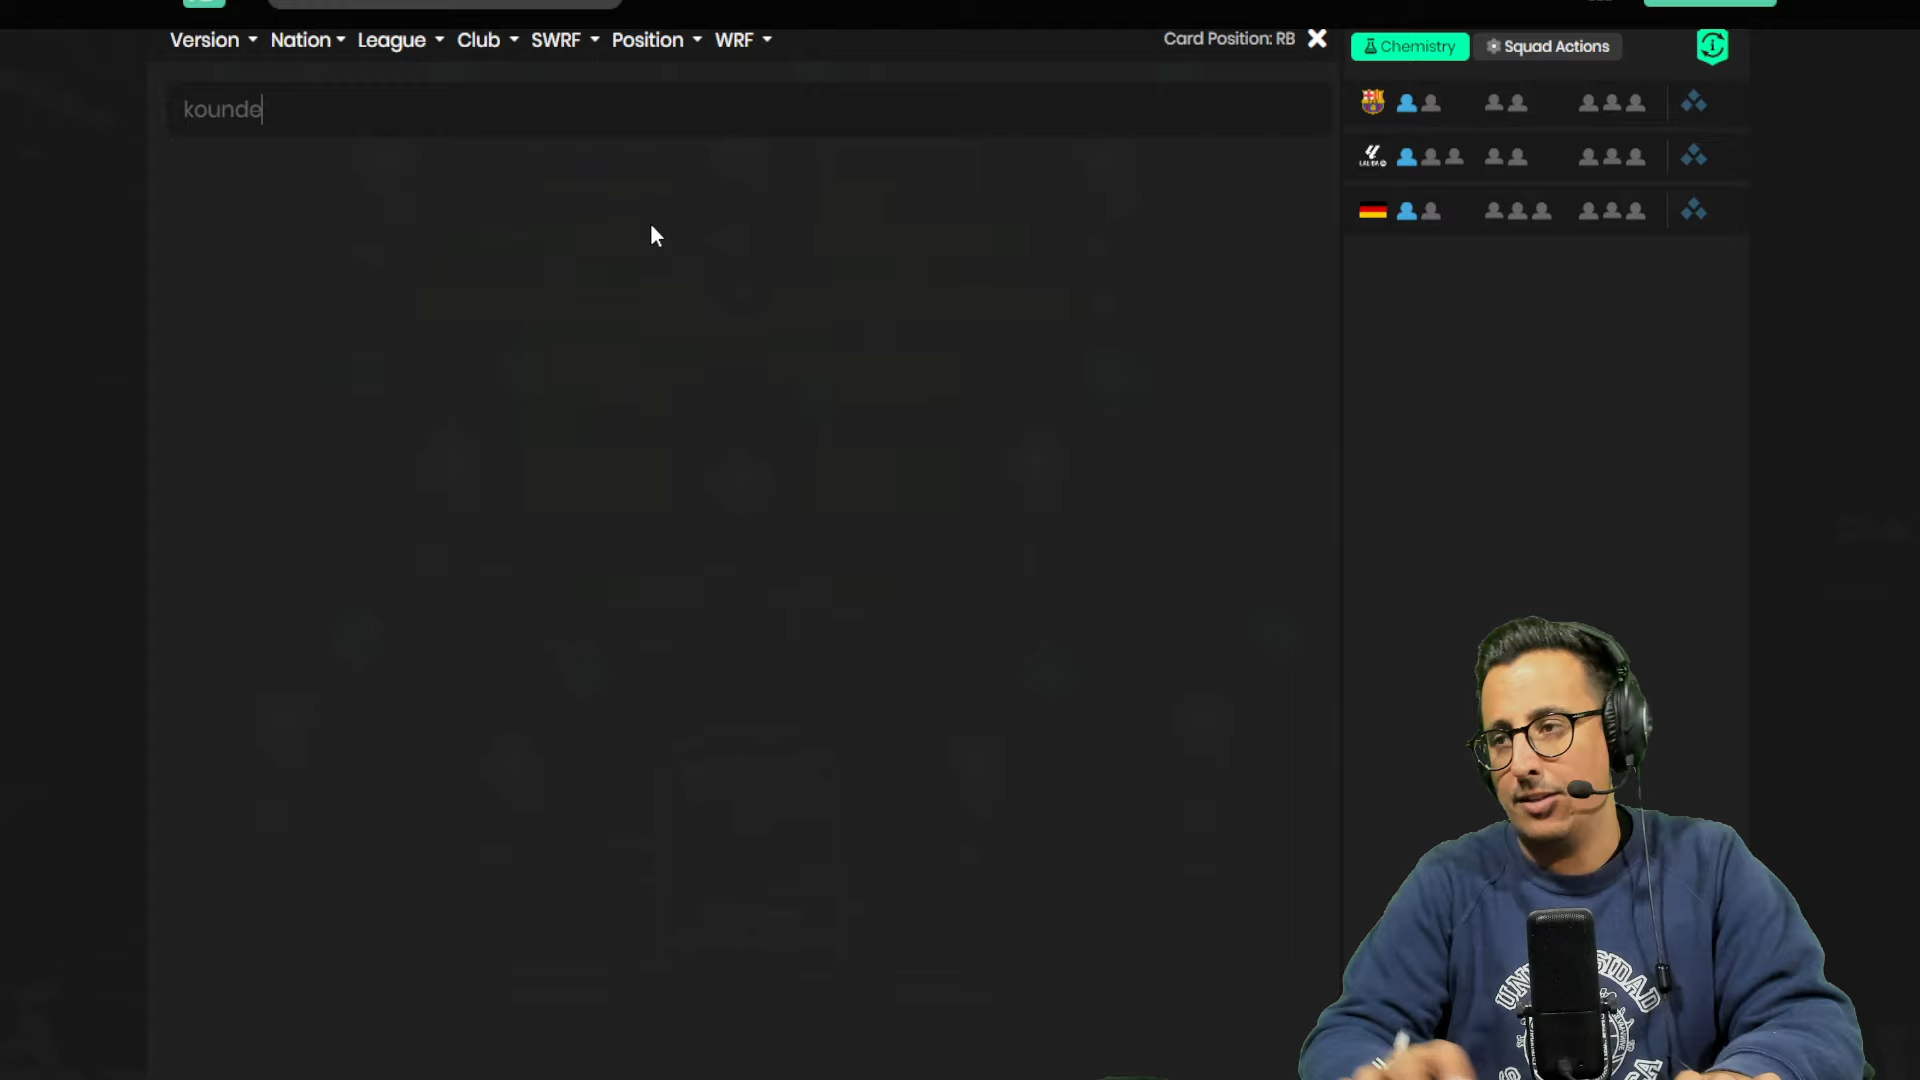 Version Nation League Club SWRF Position WRF Card Position: RB
Chemistry Squad Actions
kounde